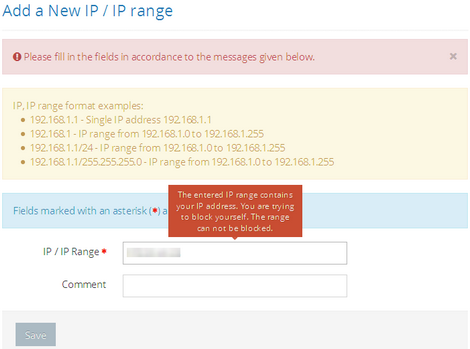 Add a New IP / IP range
Please fill in the fields in accordance to the messages given below.
IP, IP range format examples:
192.168.1.1 - Single IP address 192.168.1.1
192.168.1 - IP range from 192.168.1.0 to 192.168.1.255
192.168.1.1/24 - IP range from 192.168.1.0 to 192.168.1.255
192.168.1.1/255.255.255.0 - IP range from 192.168.1.0 to 192.168.1.255
The entered IP range contains
your IP address. You are trying
to block yourself. The range
can not be blocked.
Fields marked with an asterisk (*) a
IP / IP Range *
Comment
Save